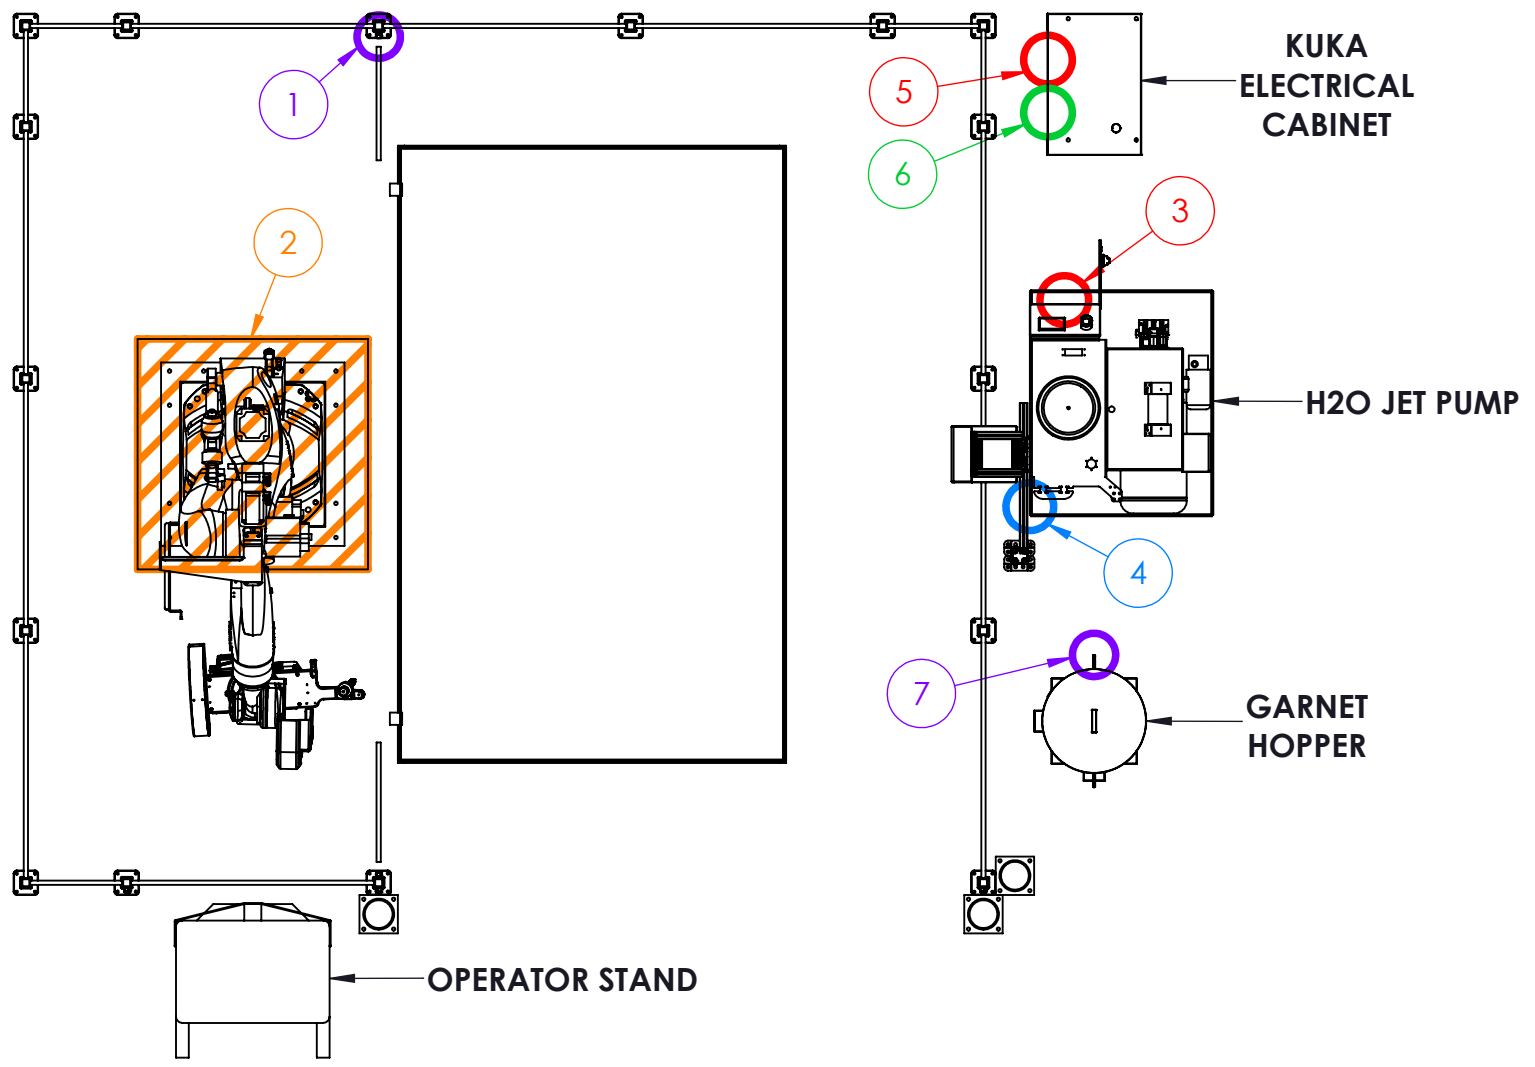 KUKA
ELECTRICAL
CABINET
1
5
6
3
2
H2O JET PUMP
4
7
GARNET
HOPPER
OPERATOR STAND